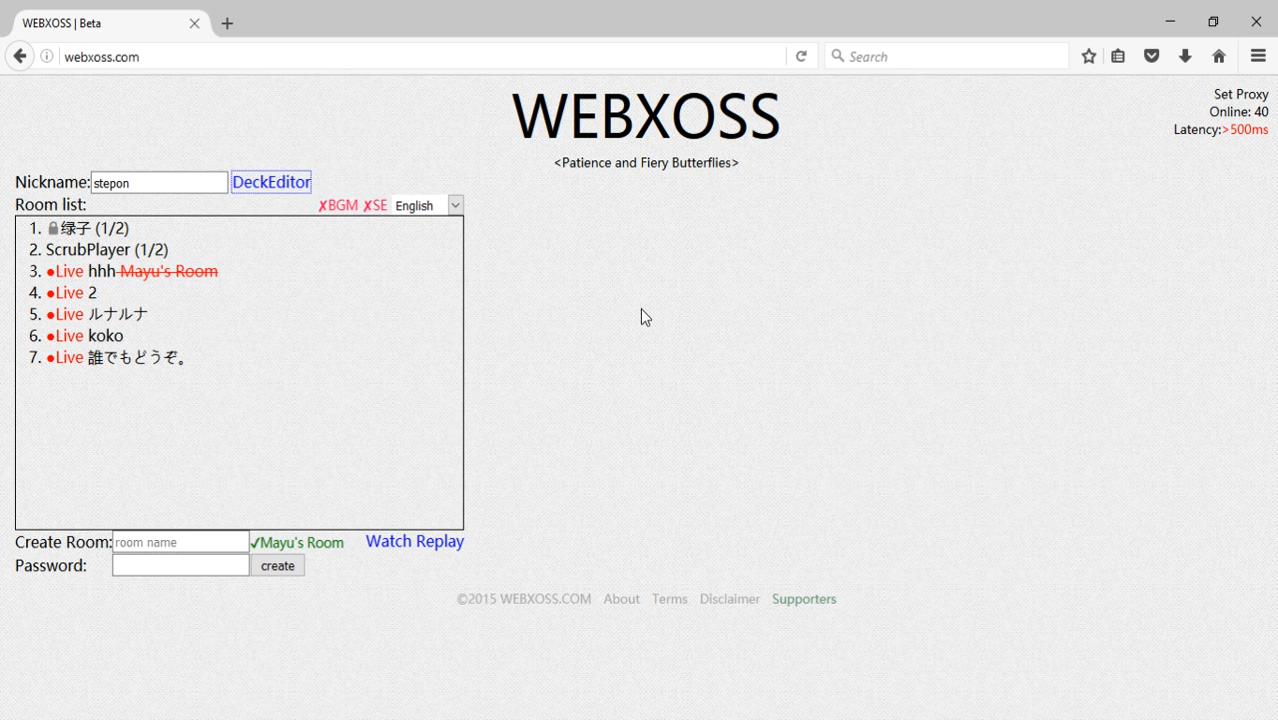 WEBXOSS | Beta
webxoss.com
Search
WEBXOSS
<Patience and Fiery Butterflies>
Set Proxy
Online: 40
Latency:>500ms
Nickname: stepon DeckEditor
Room list: ✗BGM ✗SE English
1. 🔒绿子 (1/2)
2. ScrubPlayer (1/2)
3. ●Live hhh Mayu's Room
4. ●Live 2
5. ●Live ルナルナ
6. ●Live koko
7. ●Live 誰でもどうぞ。
Create Room: room name ✓Mayu's Room Watch Replay
Password: create
©2015 WEBXOSS.COM About Terms Disclaimer Supporters